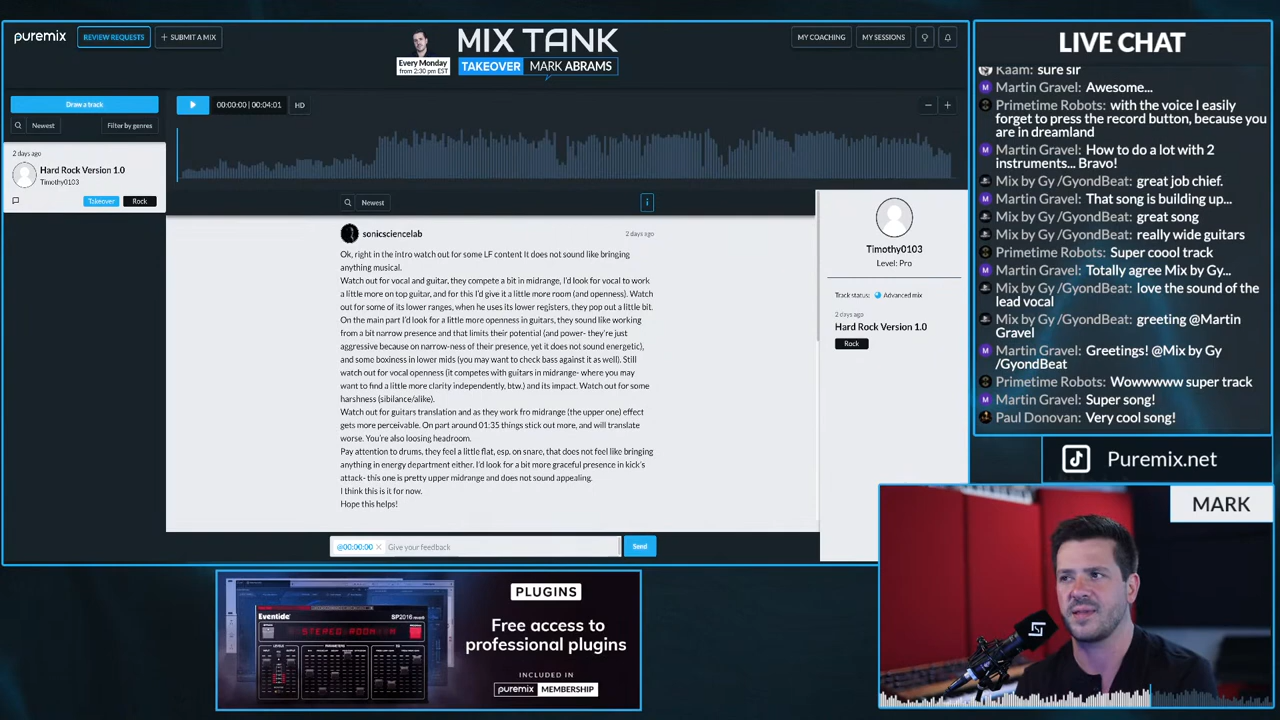 puremix
REVIEW REQUESTS
+ SUBMIT A MIX
Every Monday
from 2:30 pm EST
MIX TANK
TAKEOVER MARK ABRAMS
MY COACHING
MY SESSIONS
Draw a track
Newest
Filter by genres
2 days ago
Hard Rock Version 1.0
Timothy0103
Takeover
Rock
00:00:00 | 00:04:01
HD
Newest
i
sonicsciencelab
2 days ago
Ok, right in the intro watch out for some LF content It does not sound like bringing
anything musical.
Watch out for vocal and guitar, they compete a bit in midrange, I'd look for vocal to work
a little more on top guitar, and for this I'd give it a little more room (and openness). Watch
out for some of its lower ranges, when he uses its lower registers, they pop out a little bit.
On the main part I'd look for a little more openness in guitars, they sound like working
from a bit narrow presence and that limits their potential (and power- they're just
aggressive because on narrow-ness of their presence, yet it does not sound energetic),
and some boxiness in lower mids (you may want to check bass against it as well). Still
watch out for vocal openness (it competes with guitars in midrange- where you may
want to find a little more clarity independently, btw.) and its impact. Watch out for some
harshness (sibilance/alike).
Watch out for guitars translation and as they work fro midrange (the upper one) effect
gets more perceivable. On part around 01:35 things stick out more, and will translate
worse. You're also loosing headroom.
Pay attention to drums, they feel a little flat, esp. on snare, that does not feel like bringing
anything in energy department either. I'd look for a bit more graceful presence in kick's
attack- this one is pretty upper midrange and does not sound appealing.
I think this is it for now.
Hope this helps!
@00:00:00 ×
Give your feedback
Send
Timothy0103
Level: Pro
Track status: Advanced mix
2 days ago
Hard Rock Version 1.0
Rock
LIVE CHAT
Kaam: sure sir
Martin Gravel: Awesome...
Primetime Robots: with the voice I easily
forget to press the record button, because you
are in dreamland
Martin Gravel: How to do a lot with 2
instruments... Bravo!
Mix by Gy /GyondBeat: great job chief.
Martin Gravel: That song is building up...
Mix by Gy /GyondBeat: great song
Mix by Gy /GyondBeat: really wide guitars
Primetime Robots: Super coool track
Martin Gravel: Totally agree Mix by Gy...
Mix by Gy /GyondBeat: love the sound of the
lead vocal
Mix by Gy /GyondBeat: greeting @Martin
Gravel
Martin Gravel: Greetings! @Mix by Gy
/GyondBeat
Primetime Robots: Wowwwww super track
Martin Gravel: Super song!
Paul Donovan: Very cool song!
Puremix.net
MARK
Eventide
SP2016 reverb
STEREO ROOM
PLUGINS
Free access to
professional plugins
INCLUDED IN
puremix MEMBERSHIP